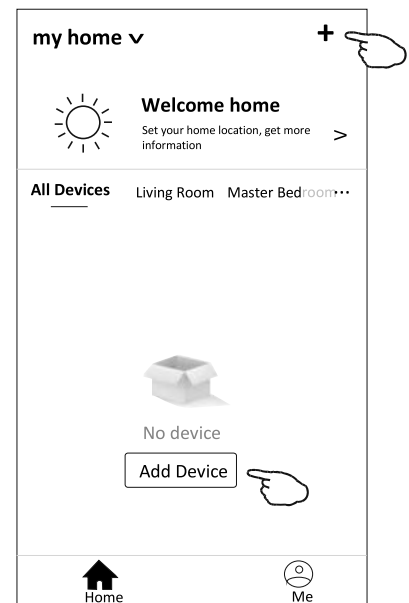 my home
+
Welcome home
Set your home location, get more
information
>
All Devices Living Room Master Bedroom...
No device
Add Device
Home Me